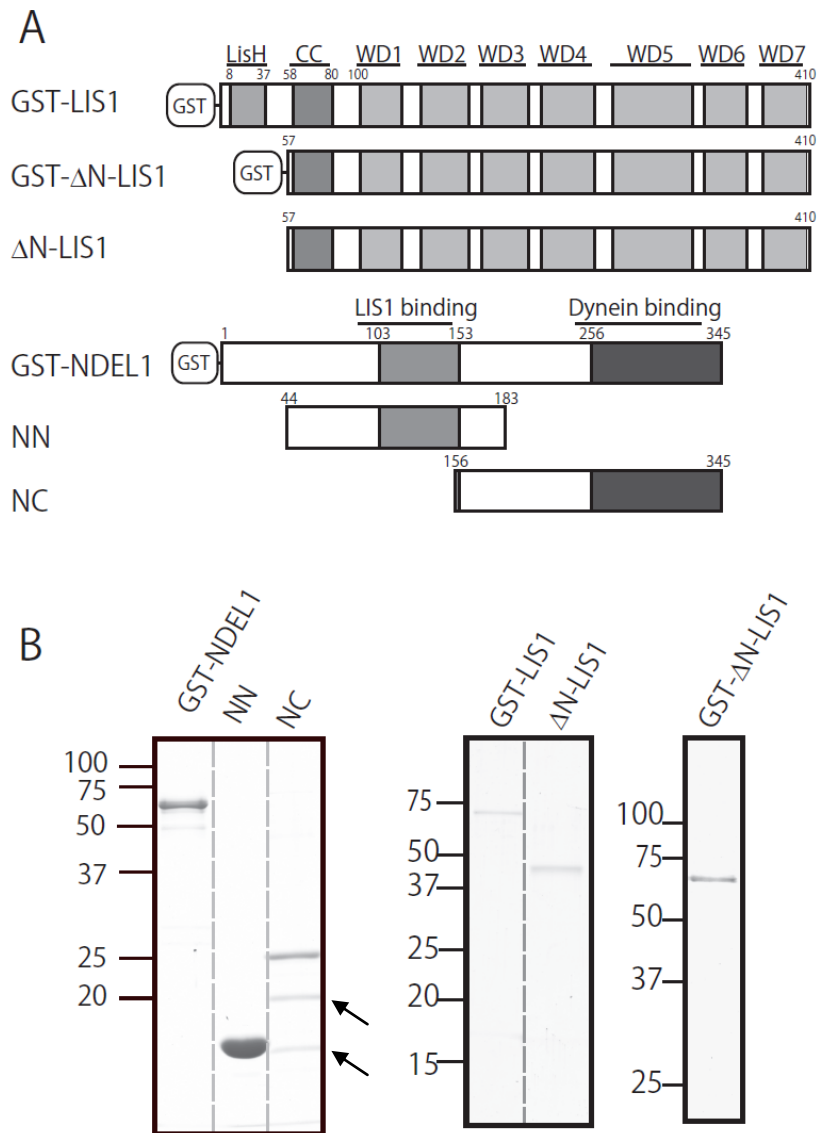 A
LisH CC WD1 WD2 WD3 WD4 WD5 WD6 WD7
8 37 58 80 100 410
GST-LIS1 GST
57 410
GST-ΔN-LIS1 GST
57 410
ΔN-LIS1
LIS1 binding Dynein binding
1 103 153 256 345
GST-NDEL1 GST
44 183
NN
156 345
NC
B
GST-NDEL1 NN NC
100
75
50
37
25
20
GST-LIS1 ΔN-LIS1
75
50
37
25
20
15
GST-ΔN-LIS1
100
75
50
37
25